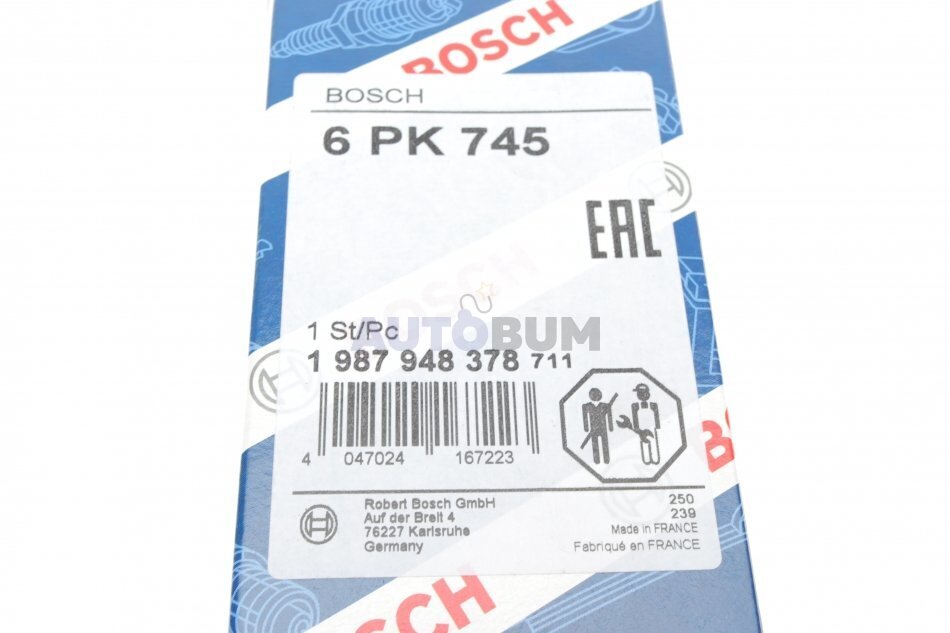 BOSCH
BOSCH
6 PK 745
EAC
BOSCH
AUTOBUM
1 St/Pc
1 987 948 378 711
4 047024 167223
BOSCH
Robert Bosch GmbH
Auf der Breit 4
76227 Karlsruhe
Germany
250
239
Made in FRANCE
Fabriqué en FRANCE
BOSCH